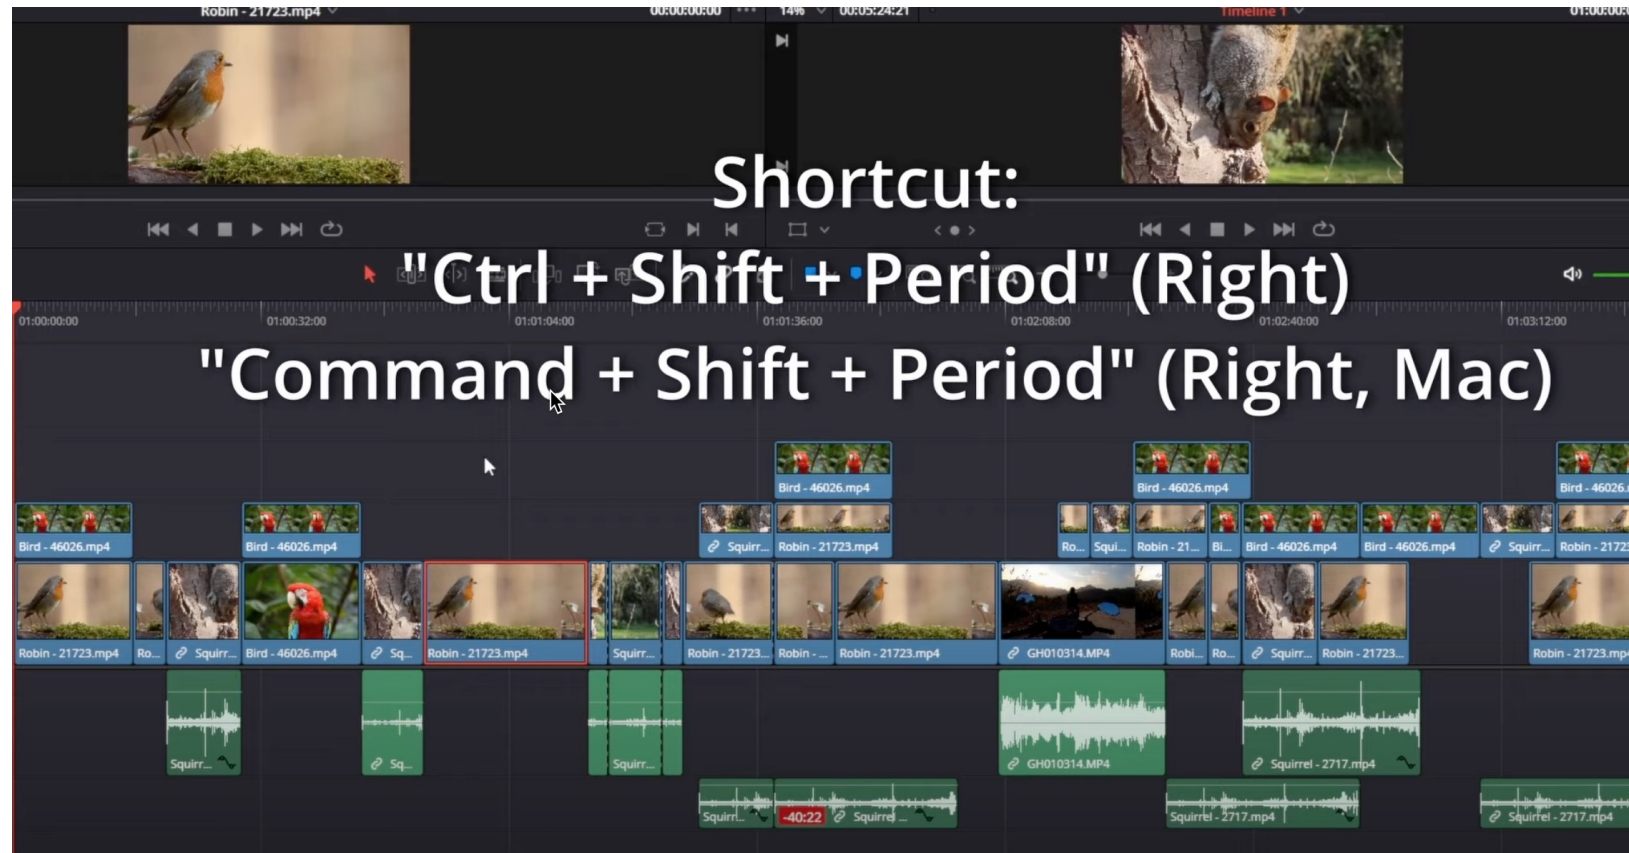 Robin - 21723.mp4
00:00:00:00
14%
00:05:24:21
Timeline 1
Shortcut:
"Ctrl + Shift + Period" (Right)
"Command + Shift + Period" (Right, Mac)
01:00:00:00 01:00:32:00 01:01:04:00 01:01:36:00 01:02:08:00 01:02:40:00 01:03:12:00
Bird - 46026.mp4 Bird - 46026.mp4 Bird - 46026.
Bird - 46026.mp4 Bird - 46026.mp4 Squirr... Robin - 21723.mp4 Ro... Squi... Robin - 21... Bi... Bird - 46026.mp4 Bird - 46026.mp4 Squirr... Robin - 2172
Robin - 21723.mp4 Ro... Squirr... Bird - 46026.mp4 Sq... Robin - 21723.mp4 Squirr... Robin - 21723... Robin - ... Robin - 21723.mp4 GH010314.MP4 Robi... Ro... Squirr... Robin - 21723... Robin - 21723.mp
Squirr... Sq... Squirr... GH010314.MP4 Squirrel - 2717.mp4
Squirr... -40:22 Squirrel ... Squirrel - 2717.mp4 Squirrel - 2717.mp4